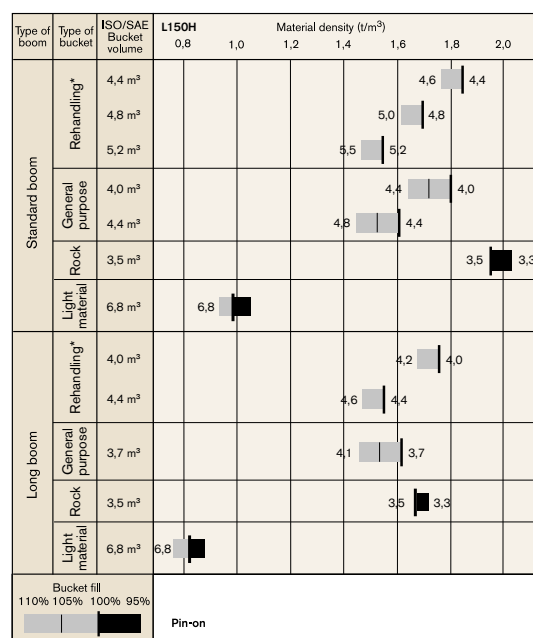 Type of boom
Type of bucket
ISO/SAE Bucket volume
L150H
Material density (t/m³)
0,8 1,0 1,2 1,4 1,6 1,8 2,0
Standard boom
Rehandling*
4,4 m³ 4,6 4,4
4,8 m³ 5,0 4,8
5,2 m³ 5,5 5,2
General purpose
4,0 m³ 4,4 4,0
4,4 m³ 4,8 4,4
Rock
3,5 m³ 3,5 3,3
Light material
6,8 m³ 6,8
Long boom
Rehandling*
4,0 m³ 4,2 4,0
4,4 m³ 4,6 4,4
General purpose
3,7 m³ 4,1 3,7
Rock
3,5 m³ 3,5 3,3
Light material
6,8 m³ 6,8
Bucket fill
110% 105% 100% 95%
Pin-on